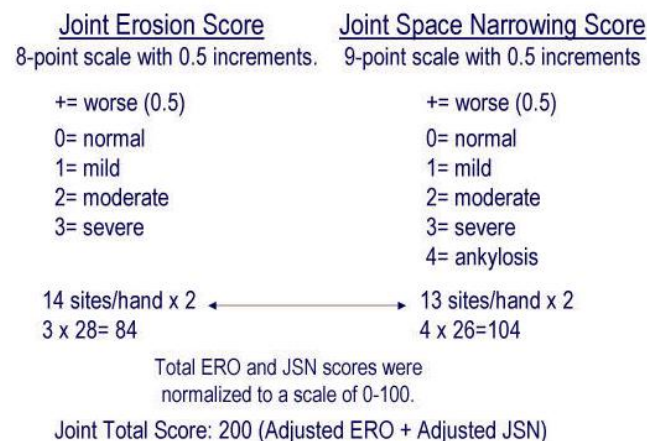 Joint Erosion Score
8-point scale with 0.5 increments.
+= worse (0.5)
0= normal
1= mild
2= moderate
3= severe
14 sites/hand x 2
3 x 28= 84
Joint Space Narrowing Score
9-point scale with 0.5 increments
+= worse (0.5)
0= normal
1= mild
2= moderate
3= severe
4= ankylosis
13 sites/hand x 2
4 x 26=104
Total ERO and JSN scores were
normalized to a scale of 0-100.
Joint Total Score: 200 (Adjusted ERO + Adjusted JSN)